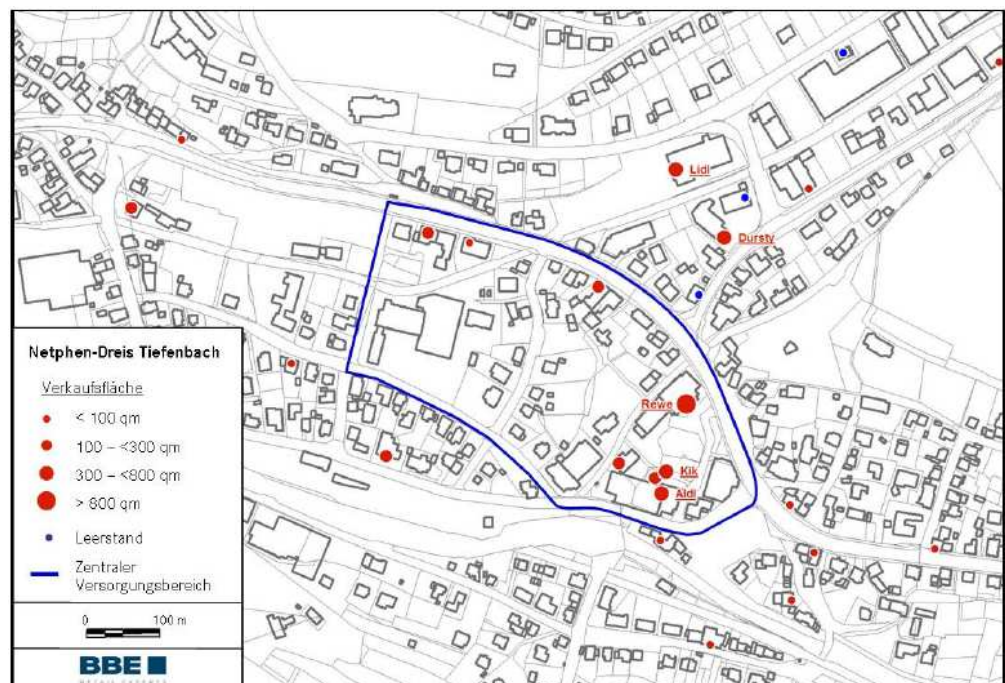 Lidl
Dursty
Rewe
Kik
Aldi
Netphen-Dreis Tiefenbach
Verkaufsfläche
< 100 qm
100 – <300 qm
300 – <800 qm
> 800 qm
Leerstand
Zentraler
Versorgungsbereich
0 100 m
BBE